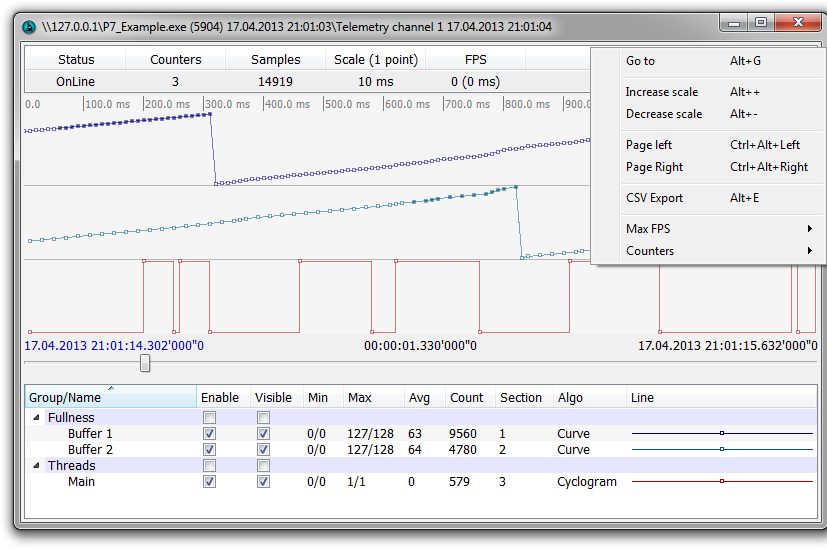 \\127.0.0.1\P7_Example.exe (5904) 17.04.2013 21:01:03\Telemetry channel 1 17.04.2013 21:01:04
Status Counters Samples Scale (1 point) FPS
OnLine 3 14919 10 ms 0 (0 ms)
0.0 100.0 ms 200.0 ms 300.0 ms 400.0 ms 500.0 ms 600.0 ms 700.0 ms 800.0 ms 900.
Go to Alt+G
Increase scale Alt++
Decrease scale Alt+-
Page left Ctrl+Alt+Left
Page Right Ctrl+Alt+Right
CSV Export Alt+E
Max FPS
Counters
17.04.2013 21:01:14.302'000"0 00:00:01.330'000"0 17.04.2013 21:01:15.632'000"0
Group/Name Enable Visible Min Max Avg Count Section Algo Line
Fullness
Buffer 1 0/0 127/128 63 9560 1 Curve
Buffer 2 0/0 127/128 64 4780 2 Curve
Threads
Main 0/0 1/1 0 579 3 Cyclogram